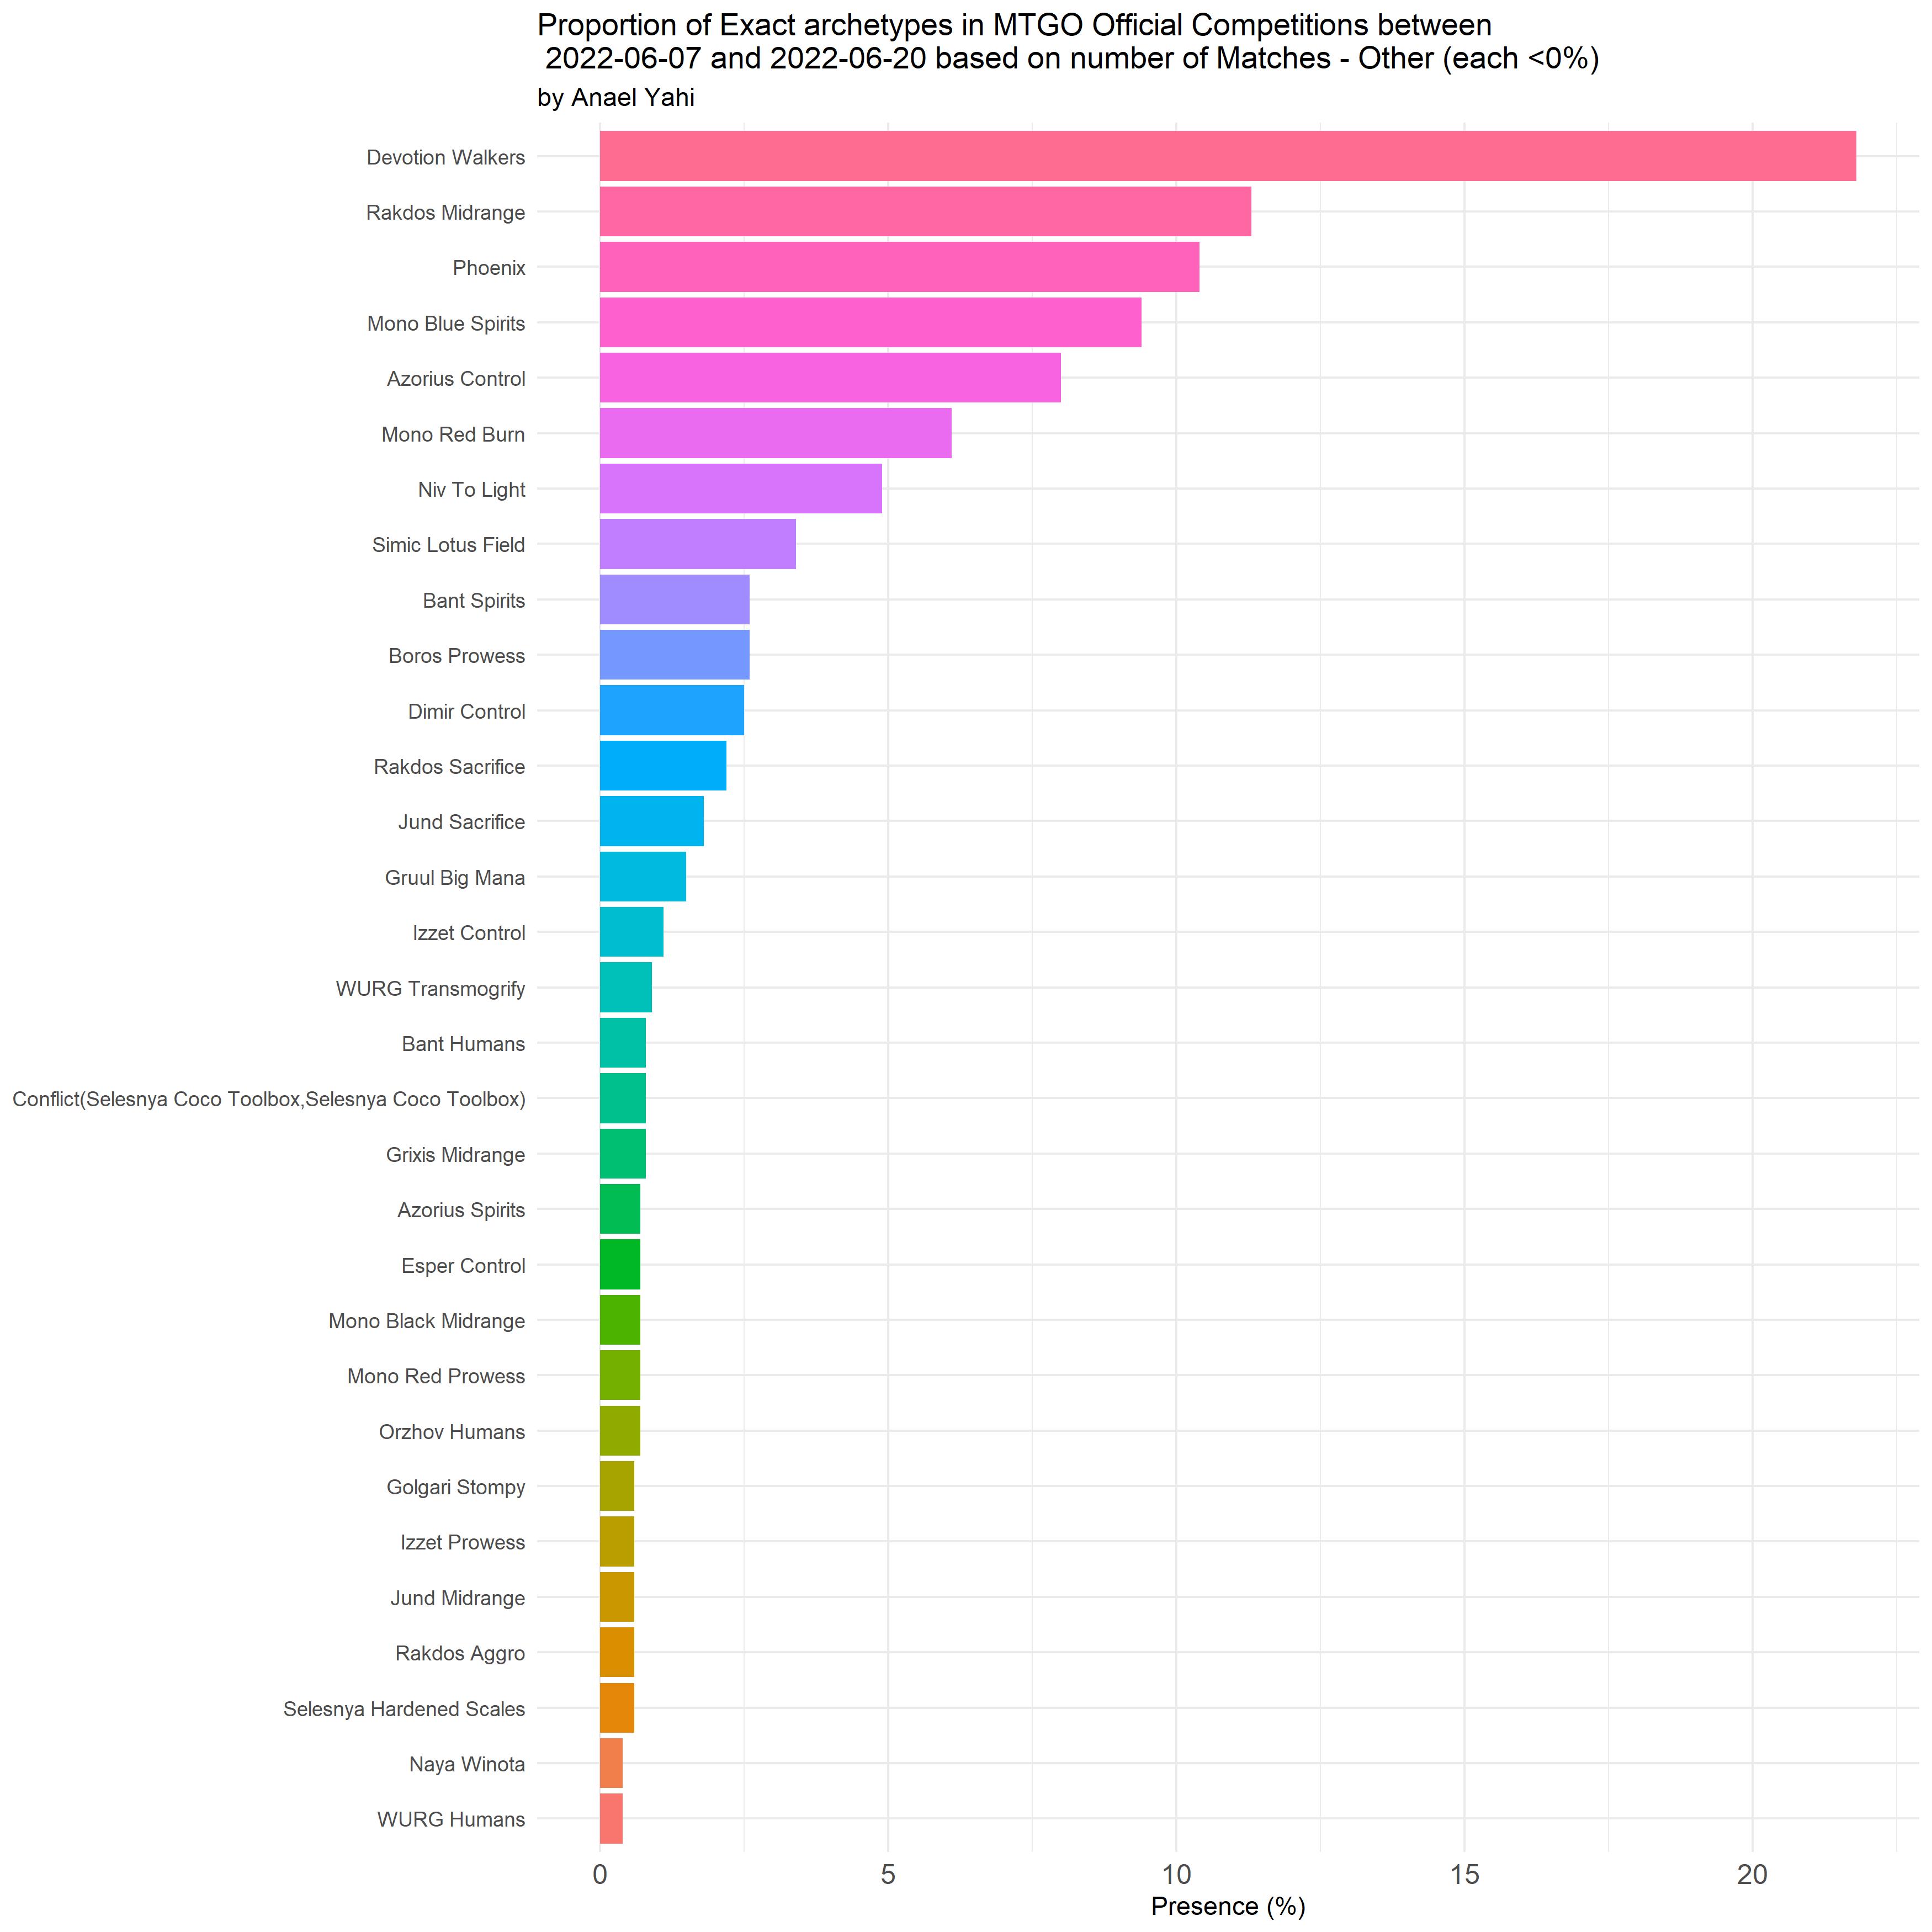 Proportion of Exact archetypes in MTGO Official Competitions between
2022-06-07 and 2022-06-20 based on number of Matches - Other (each <0%)
by Anael Yahi
Devotion Walkers
Rakdos Midrange
Phoenix
Mono Blue Spirits
Azorius Control
Mono Red Burn
Niv To Light
Simic Lotus Field
Bant Spirits
Boros Prowess
Dimir Control
Rakdos Sacrifice
Jund Sacrifice
Gruul Big Mana
Izzet Control
WURG Transmogrify
Bant Humans
Conflict(Selesnya Coco Toolbox,Selesnya Coco Toolbox)
Grixis Midrange
Azorius Spirits
Esper Control
Mono Black Midrange
Mono Red Prowess
Orzhov Humans
Golgari Stompy
Izzet Prowess
Jund Midrange
Rakdos Aggro
Selesnya Hardened Scales
Naya Winota
WURG Humans
0 5 10 15 20
Presence (%)